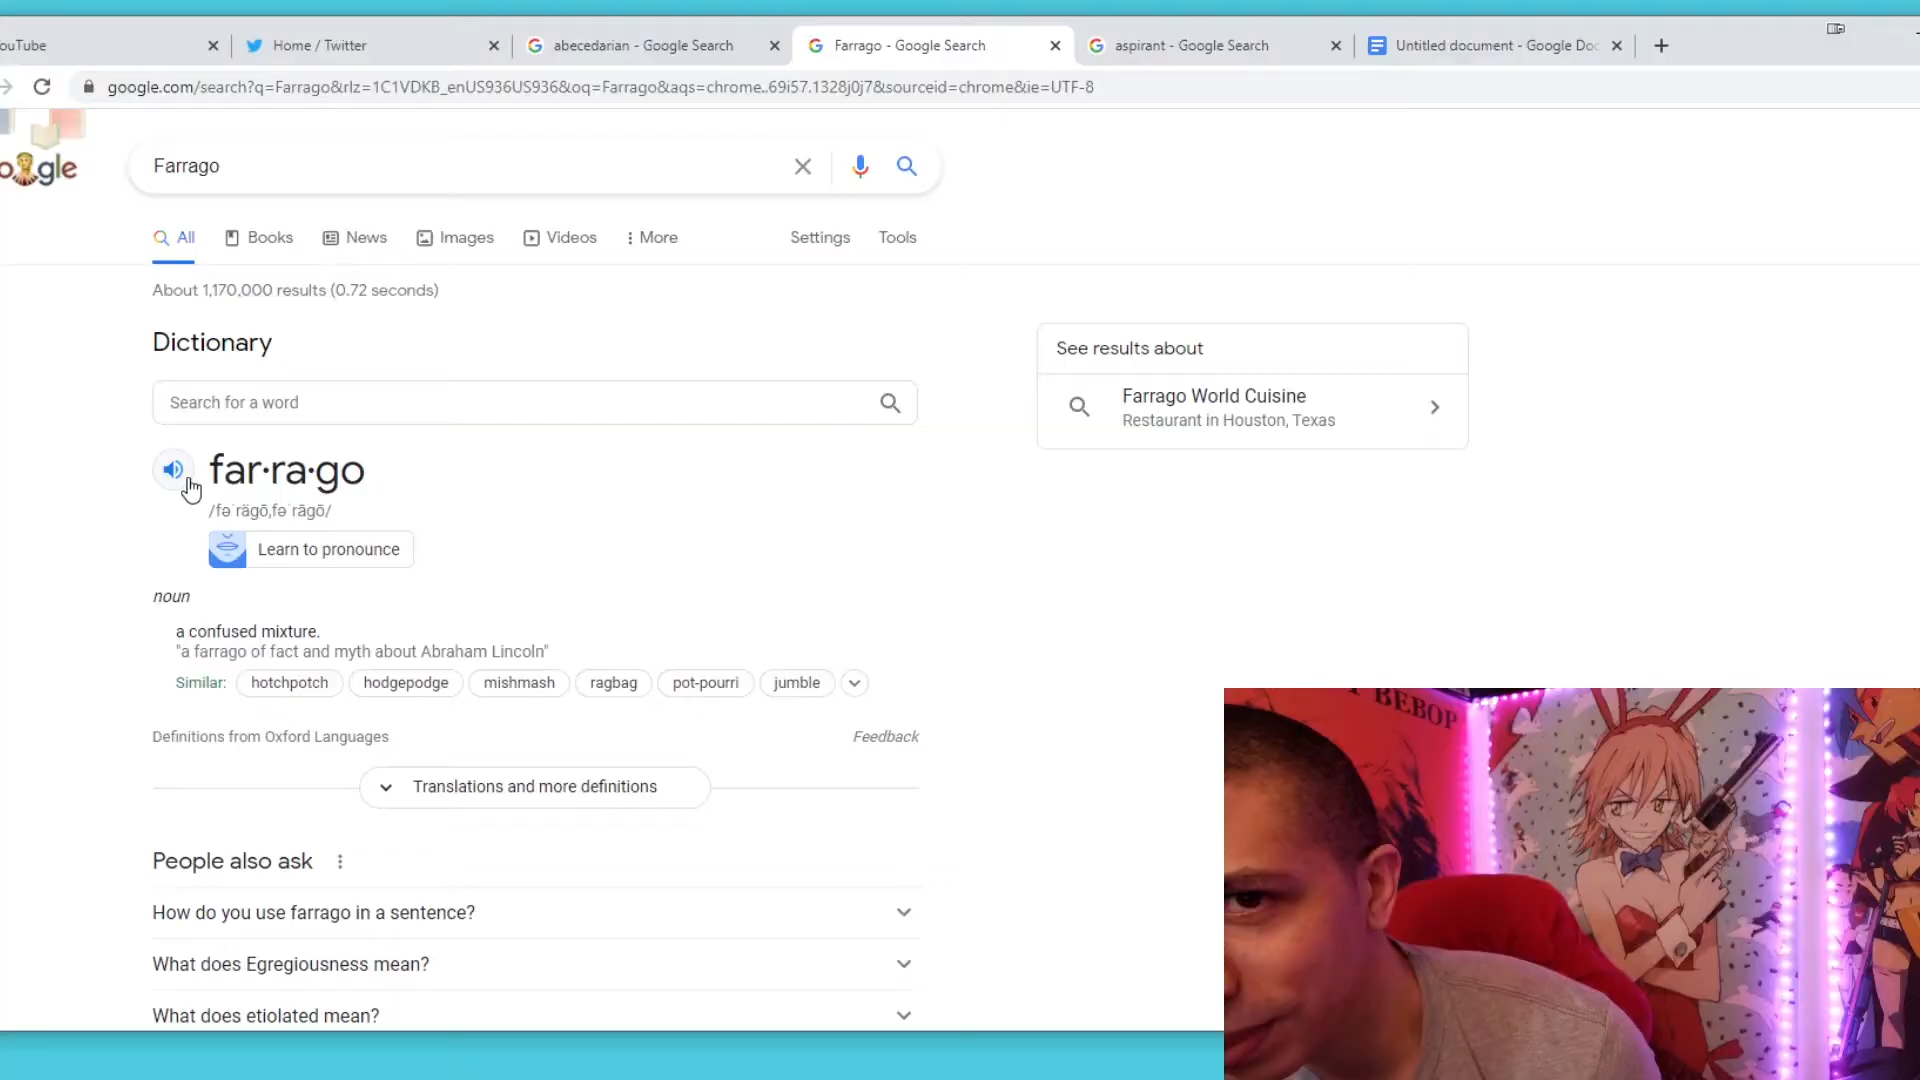 ouTube
Home / Twitter
abecedarian - Google Search
Farrago - Google Search
aspirant - Google Search
Untitled document - Google Doc
google.com/search?q=Farrago&rlz=1C1VDKB_enUS936US936&oq=Farrago&aqs=chrome..69i57.1328j0j7&sourceid=chrome&ie=UTF-8
Farrago
All
Books
News
Images
Videos
More
Settings
Tools
About 1,170,000 results (0.72 seconds)
Dictionary
Search for a word
See results about
Farrago World Cuisine
Restaurant in Houston, Texas
far·ra·go
/fəˈrägō,fəˈrāgō/
Learn to pronounce
noun
a confused mixture.
"a farrago of fact and myth about Abraham Lincoln"
Similar:
hotchpotch
hodgepodge
mishmash
ragbag
pot-pourri
jumble
Definitions from Oxford Languages
Feedback
Translations and more definitions
People also ask
How do you use farrago in a sentence?
What does Egregiousness mean?
What does etiolated mean?
BEBOP